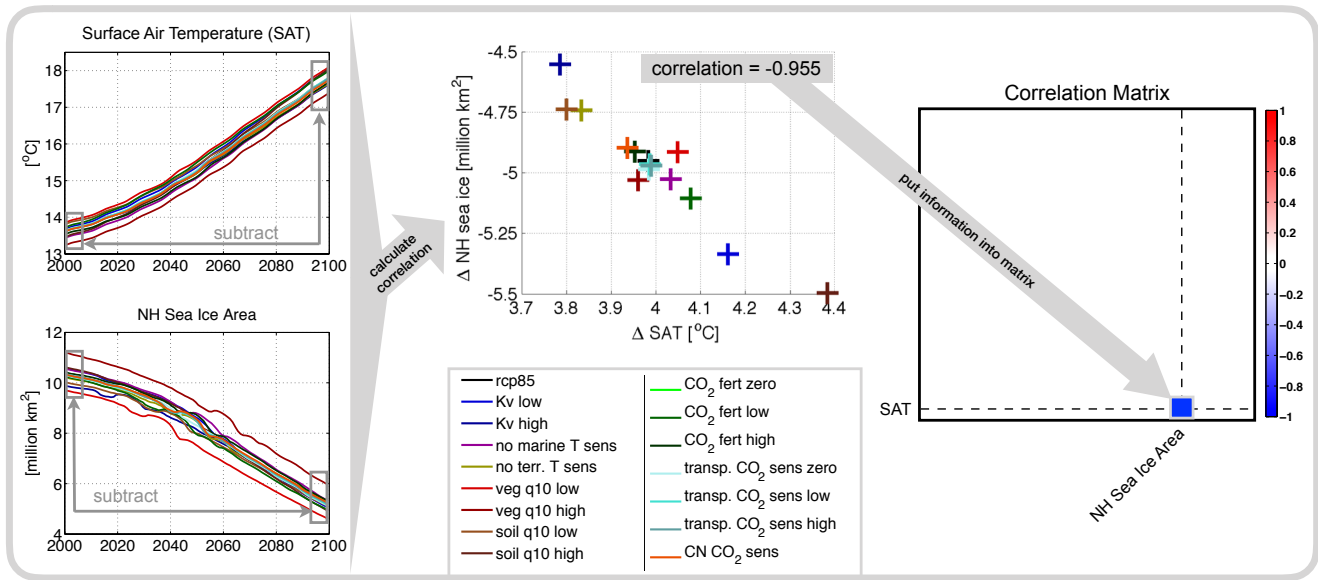 Surface Air Temperature (SAT)
[°C]
18
17
16
15
14
13
subtract
2000 2020 2040 2060 2080 2100
NH Sea Ice Area
[million km²]
12
10
8
6
4
subtract
2000 2020 2040 2060 2080 2100
calculate
correlation
Δ NH sea ice [million km²]
-4.5
-4.75
-5
-5.25
-5.5
3.7 3.8 3.9 4 4.1 4.2 4.3 4.4
Δ SAT [°C]
correlation = -0.955
put information into matrix
rcp85
Kv low
Kv high
no marine T sens
no terr. T sens
veg q10 low
veg q10 high
soil q10 low
soil q10 high
CO₂ fert zero
CO₂ fert low
CO₂ fert high
transp. CO₂ sens zero
transp. CO₂ sens low
transp. CO₂ sens high
CN CO₂ sens
Correlation Matrix
SAT
NH Sea Ice Area
1
0.8
0.6
0.4
0.2
0
−0.2
−0.4
−0.6
−0.8
−1